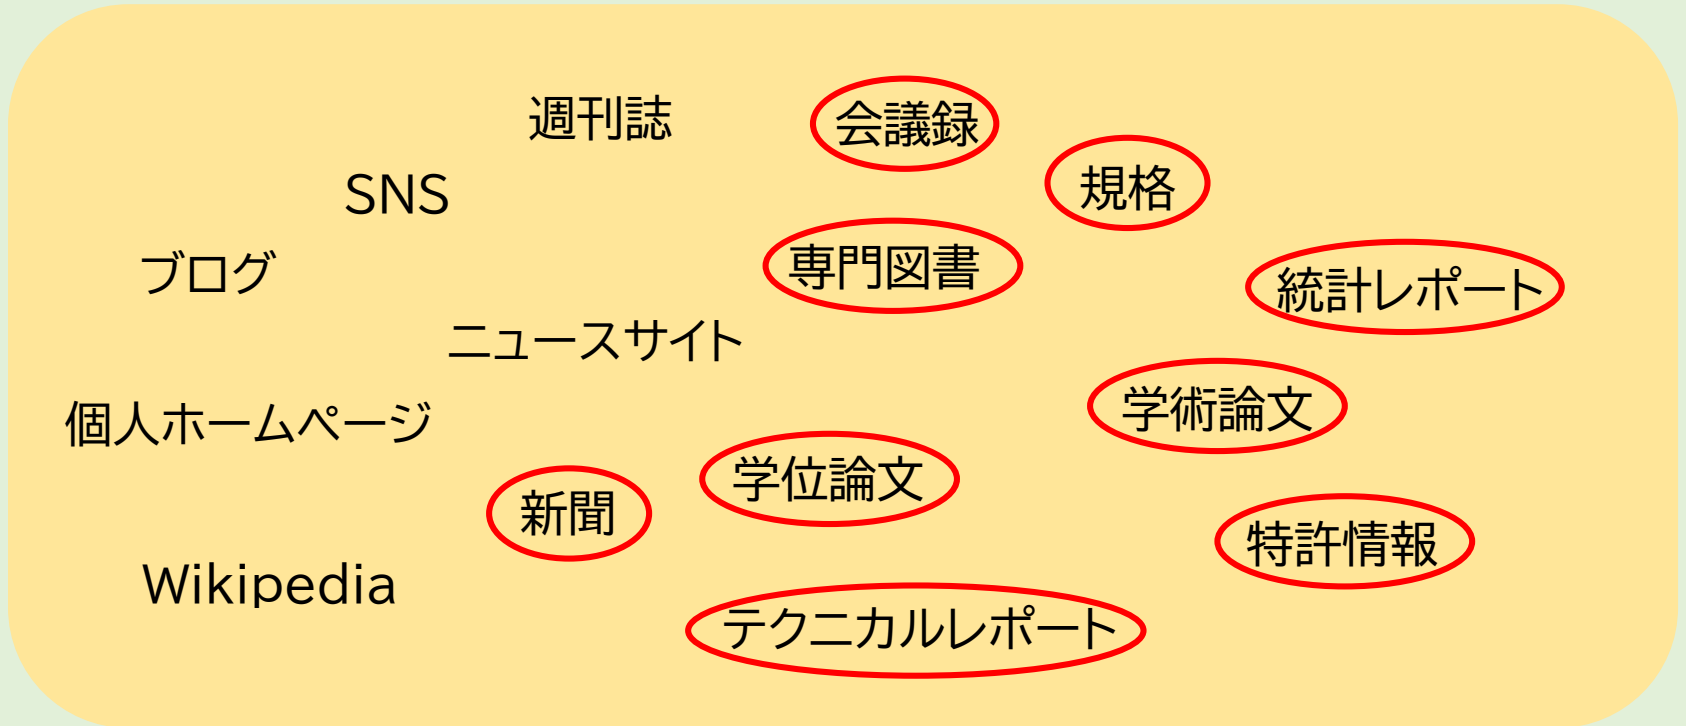 週刊誌
会議録
規格
SNS
専門図書
ブログ
統計レポート
ニュースサイト
学術論文
個人ホームページ
学位論文
新聞
特許情報
Wikipedia
テクニカルレポート